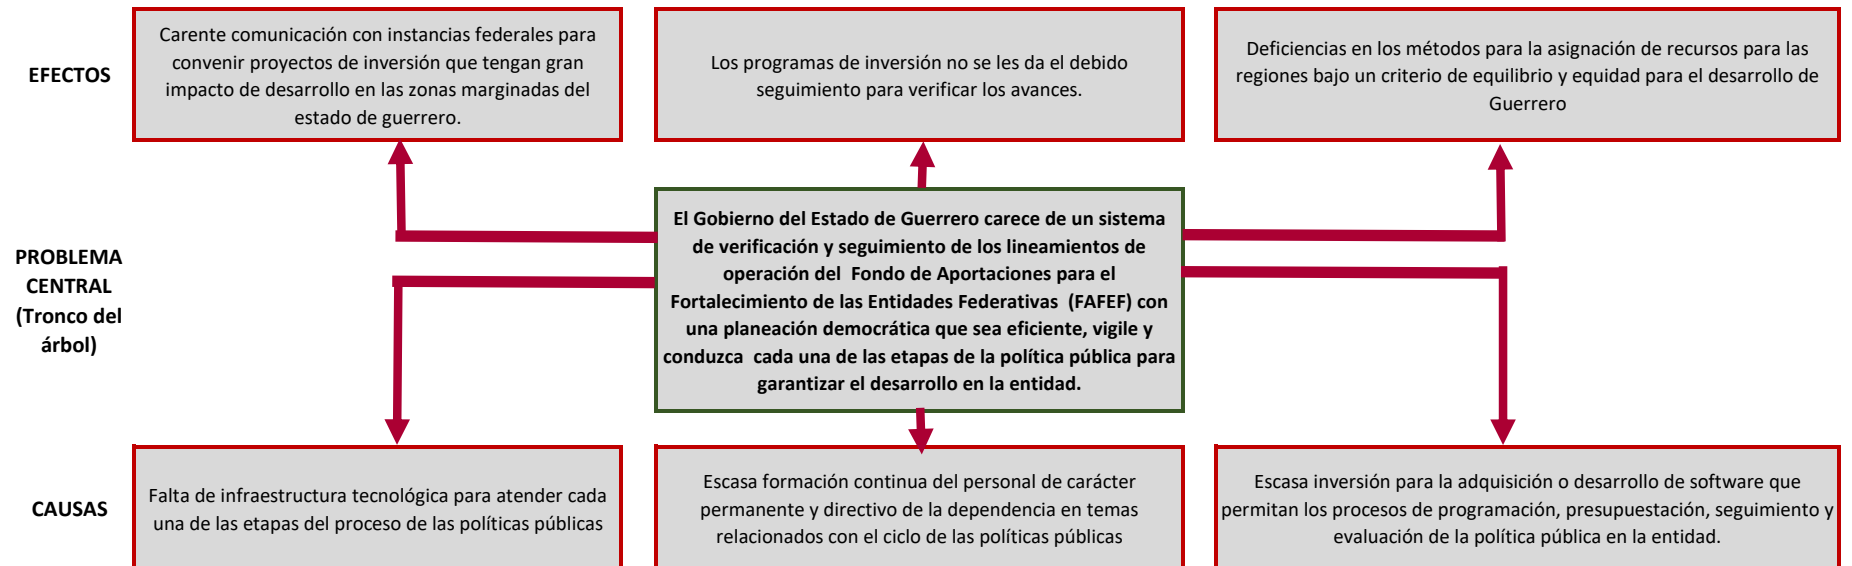 EFECTOS
Carente comunicación con instancias federales para
convenir proyectos de inversión que tengan gran
impacto de desarrollo en las zonas marginadas del
estado de guerrero.
Los programas de inversión no se les da el debido
seguimiento para verificar los avances.
Deficiencias en los métodos para la asignación de recursos para las
regiones bajo un criterio de equilibrio y equidad para el desarrollo de
Guerrero
PROBLEMA
CENTRAL
(Tronco del
árbol)
El Gobierno del Estado de Guerrero carece de un sistema
de verificación y seguimiento de los lineamientos de
operación del Fondo de Aportaciones para el
Fortalecimiento de las Entidades Federativas (FAFEF) con
una planeación democrática que sea eficiente, vigile y
conduzca cada una de las etapas de la política pública para
garantizar el desarrollo en la entidad.
CAUSAS
Falta de infraestructura tecnológica para atender cada
una de las etapas del proceso de las políticas públicas
Escasa formación continua del personal de carácter
permanente y directivo de la dependencia en temas
relacionados con el ciclo de las políticas públicas
Escasa inversión para la adquisición o desarrollo de software que
permitan los procesos de programación, presupuestación, seguimiento y
evaluación de la política pública en la entidad.